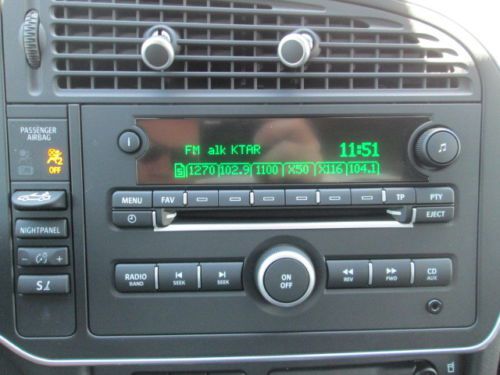 PASSENGER
AIRBAG
OFF
NIGHTPANEL
- +
S
i
FM alk KTAR 11:51
5 1270 102.9 1100 X50 X116 104.1
MENU FAV TP PTY
EJECT
RADIO
BAND
SEEK SEEK
ON
OFF
REV FWD
CD
AUX